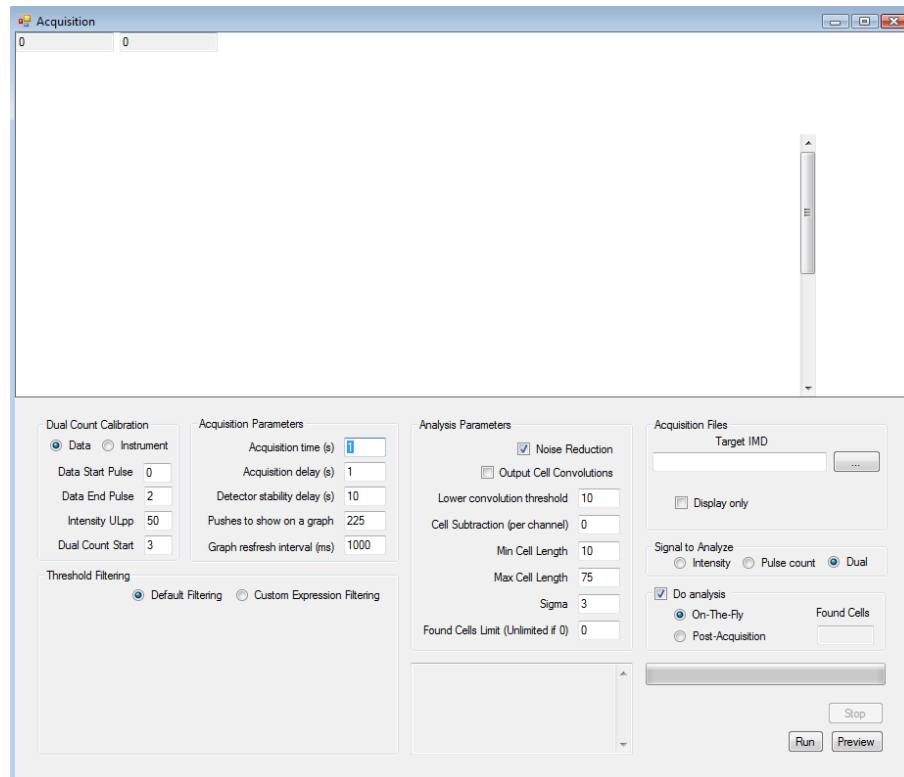 Acquisition
0 0
Dual Count Calibration
Data Instrument
Data Start Pulse 0
Data End Pulse 2
Intensity ULpp 50
Dual Count Start 3
Acquisition Parameters
Acquisition time (s) 1
Acquisition delay (s) 1
Detector stability delay (s) 10
Pushes to show on a graph 225
Graph resfresh interval (ms) 1000
Threshold Filtering
Default Filtering Custom Expression Filtering
Analysis Parameters
Noise Reduction
Output Cell Convolutions
Lower convolution threshold 10
Cell Subtraction (per channel) 0
Min Cell Length 10
Max Cell Length 75
Sigma 3
Found Cells Limit (Unlimited if 0) 0
Acquisition Files
Target IMD
...
Display only
Signal to Analyze
Intensity Pulse count Dual
Do analysis
On-The-Fly Found Cells
Post-Acquisition
Stop
Run Preview